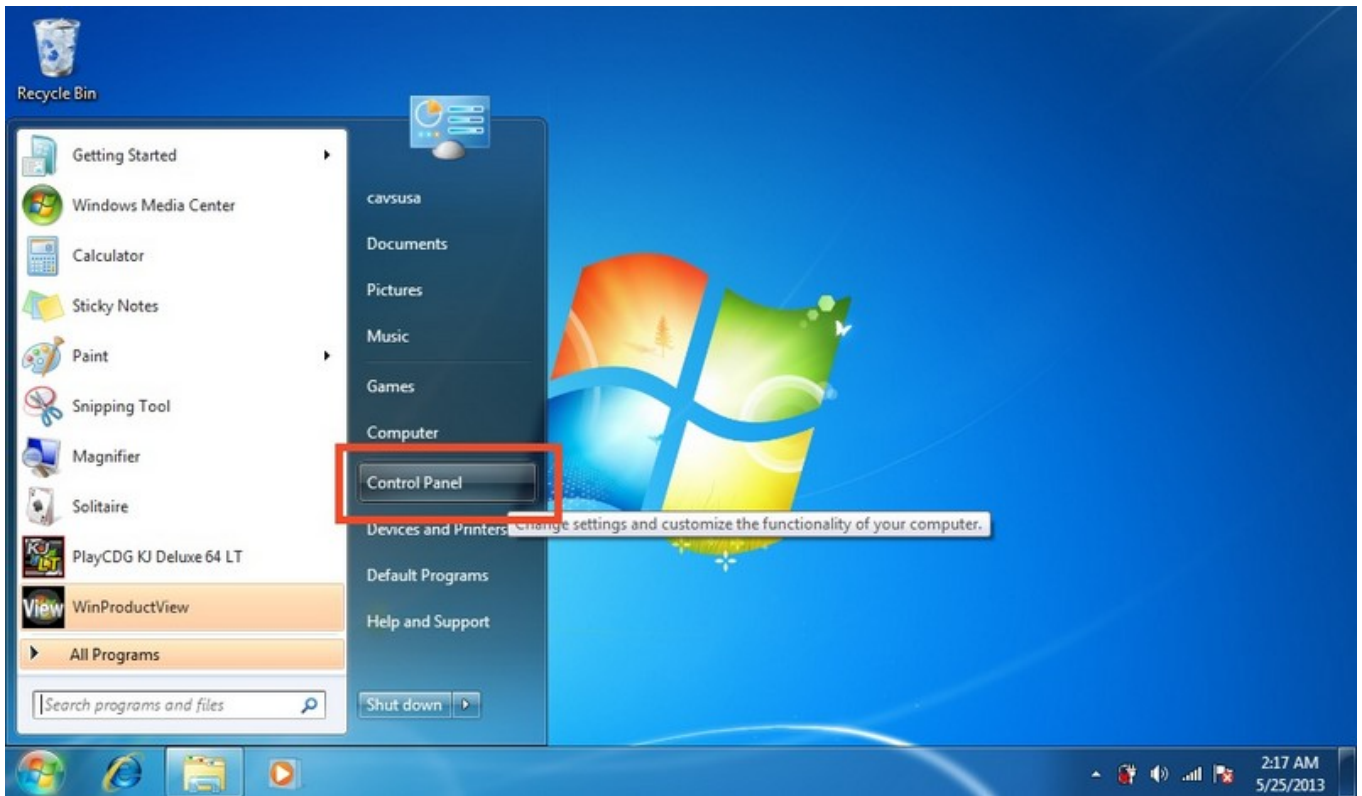 Recycle Bin
Getting Started
Windows Media Center
Calculator
Sticky Notes
Paint
Snipping Tool
Magnifier
Solitaire
KJ
LT
PlayCDG KJ Deluxe 64 LT
View
WinProductView
All Programs
Search programs and files
cavsusa
Documents
Pictures
Music
Games
Computer
Control Panel
Devices and Printers
Change settings and customize the functionality of your computer.
Default Programs
Help and Support
Shut down
2:17 AM
5/25/2013